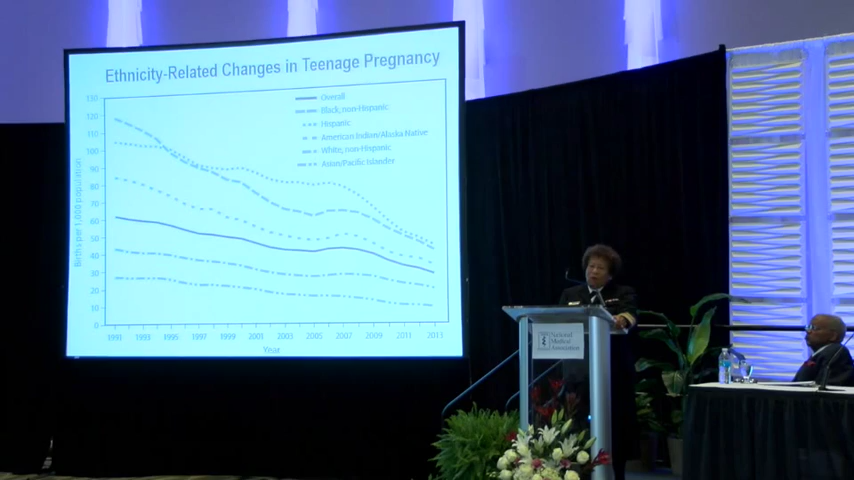 Ethnicity-Related Changes in Teenage Pregnancy
130
120
110
100
90
80
70
60
50
40
30
20
10
0
Births per 1,000 population
Overall
Black, non-Hispanic
Hispanic
American Indian/Alaska Native
White, non-Hispanic
Asian/Pacific Islander
1991 1993 1995 1997 1999 2001 2003 2005 2007 2009 2011 2013
Year
National
Medical
Association